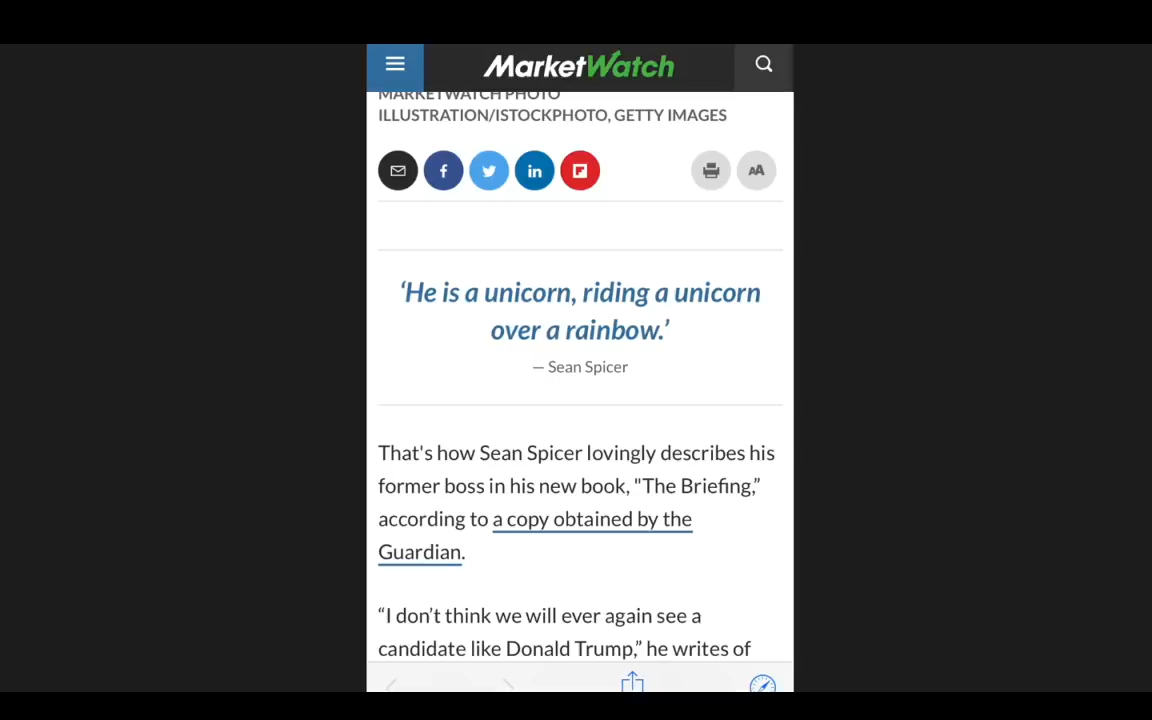 MarketWatch
MARKETWATCH PHOTO
ILLUSTRATION/ISTOCKPHOTO, GETTY IMAGES
f
in
AA
‘He is a unicorn, riding a unicorn
over a rainbow.’
— Sean Spicer
That's how Sean Spicer lovingly describes his
former boss in his new book, "The Briefing,”
according to a copy obtained by the
Guardian.
“I don’t think we will ever again see a
candidate like Donald Trump,” he writes of